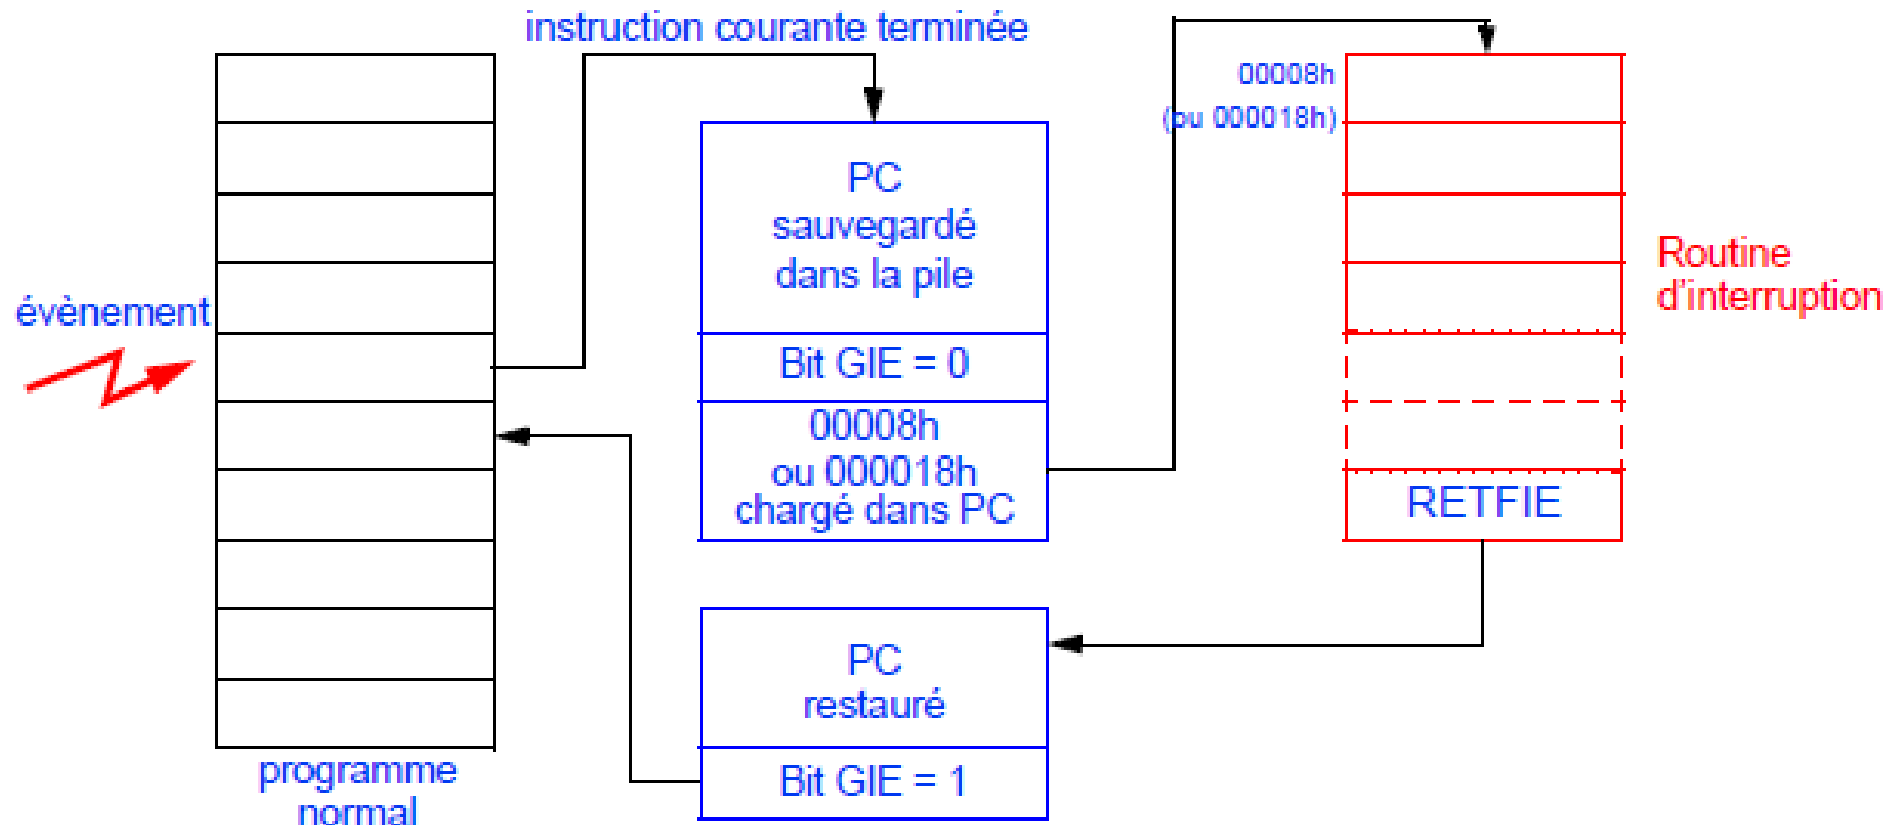 instruction courante terminée
00008h
(ou 000018h)
PC
sauvegardé
dans la pile
Routine
d'interruption
évènement
Bit GIE = 0
00008h
ou 000018h
chargé dans PC
RETFIE
PC
restauré
Bit GIE = 1
programme
normal